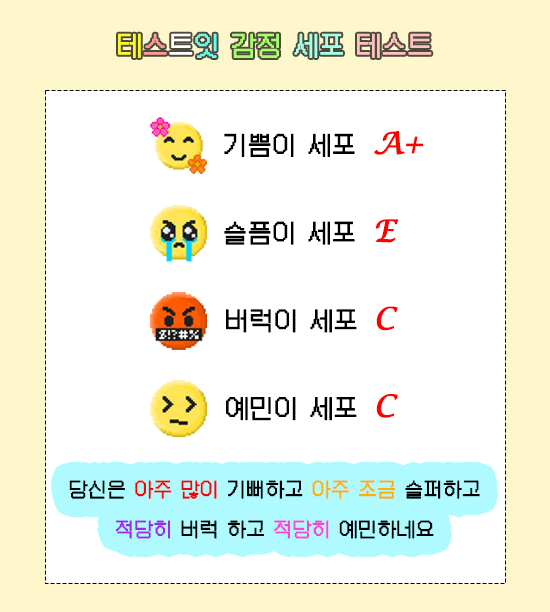 테스트잇 감정 세포 테스트
기쁨이 세포 A+
슬픔이 세포 E
버럭이 세포 C
$!?#%
예민이 세포 C
당신은 아주 많이 기뻐하고 아주 조금 슬퍼하고
적당히 버럭 하고 적당히 예민하네요